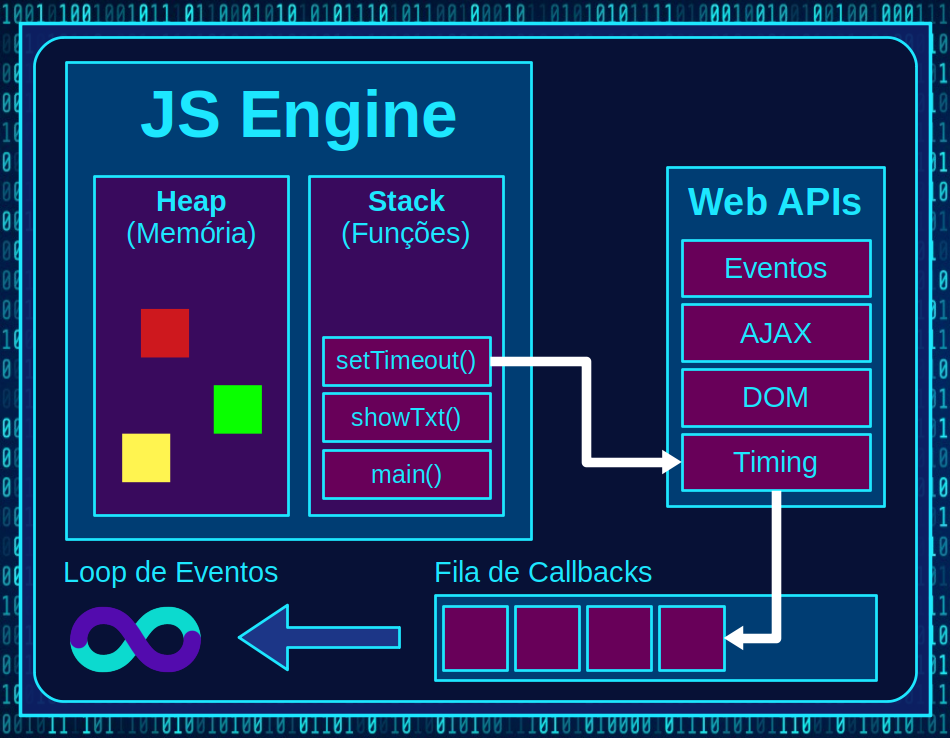 JS Engine
Heap
(Memória)
Stack
(Funções)
setTimeout()
showTxt()
main()
Web APIs
Eventos
AJAX
DOM
Timing
Loop de Eventos
Fila de Callbacks